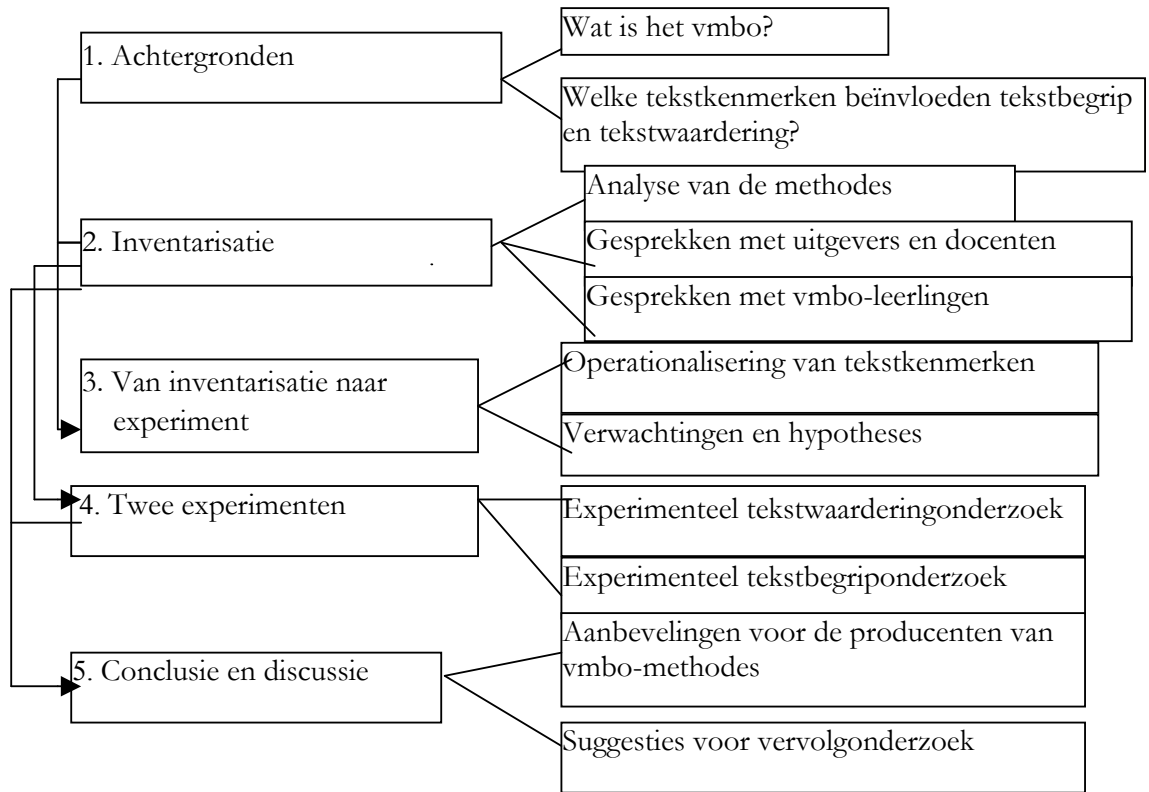 1. Achtergronden
Wat is het vmbo?
Welke tekstkenmerken beïnvloeden tekstbegrip
en tekstwaardering?
2. Inventarisatie
Analyse van de methodes
Gesprekken met uitgevers en docenten
Gesprekken met vmbo-leerlingen
3. Van inventarisatie naar
experiment
Operationalisering van tekstkenmerken
Verwachtingen en hypotheses
4. Twee experimenten
Experimenteel tekstwaarderingonderzoek
Experimenteel tekstbegriponderzoek
5. Conclusie en discussie
Aanbevelingen voor de producenten van
vmbo-methodes
Suggesties voor vervolgonderzoek